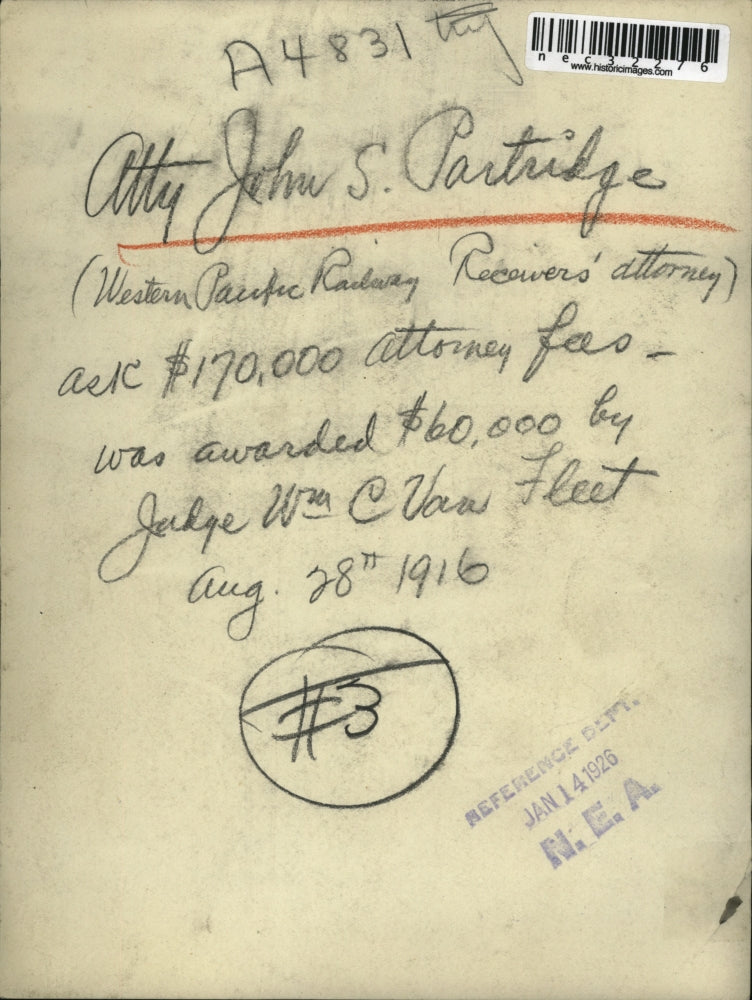 A4831
nec32276
www.historicimages.com
Atty John S. Partridge
(Western Pacific Railway Receivers' attorney)
ask $170,000 attorney fees -
was awarded $60,000 by
Judge Wm C Van Fleet
Aug. 28th 1916
#3
REFERENCE DEPT.
JAN 14 1926
N. E. A.